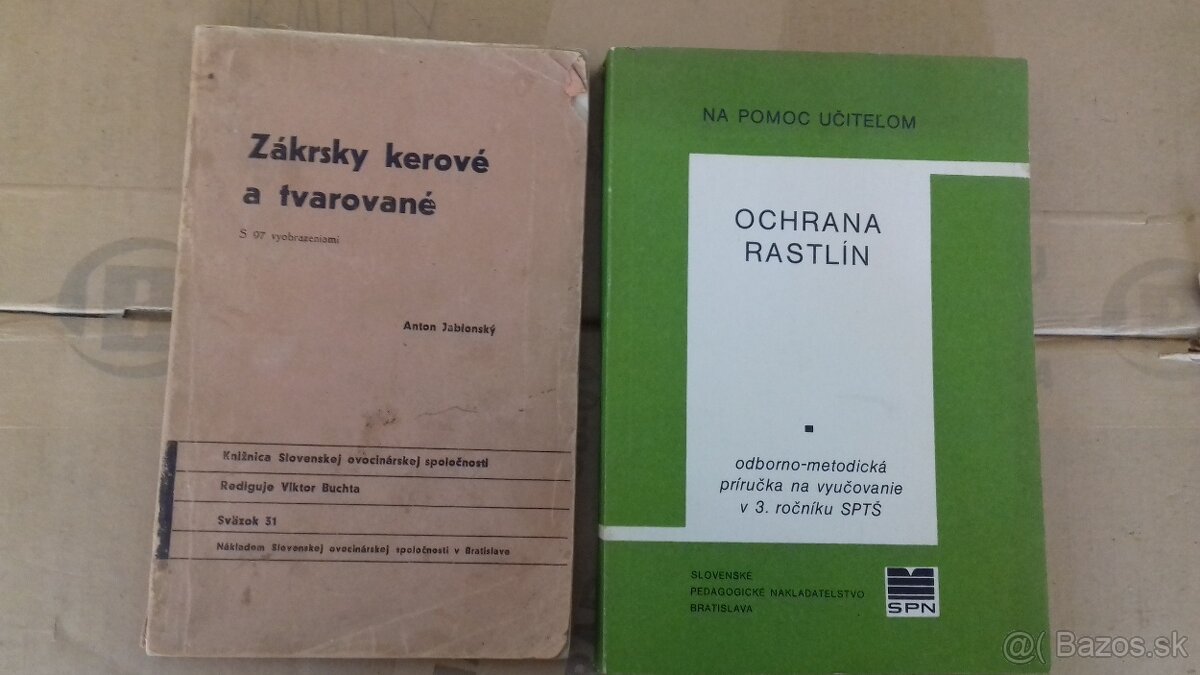 Zákrsky kerové
a tvarované
S 97 vyobrazeniami
Anton Jablonský
Knižnica Slovenskej ovocinárskej spoločnosti
Rediguje Viktor Buchta
Sväzok 31
Nákladom Slovenskej ovocinárskej spoločnosti v Bratislave
NA POMOC UČITEĽOM
OCHRANA
RASTLÍN
odborno-metodická
príručka na vyučovanie
v 3. ročníku SPTŠ
SLOVENSKÉ
PEDAGOGICKÉ NAKLADATEĽSTVO
BRATISLAVA
SPN
@( Bazos.sk